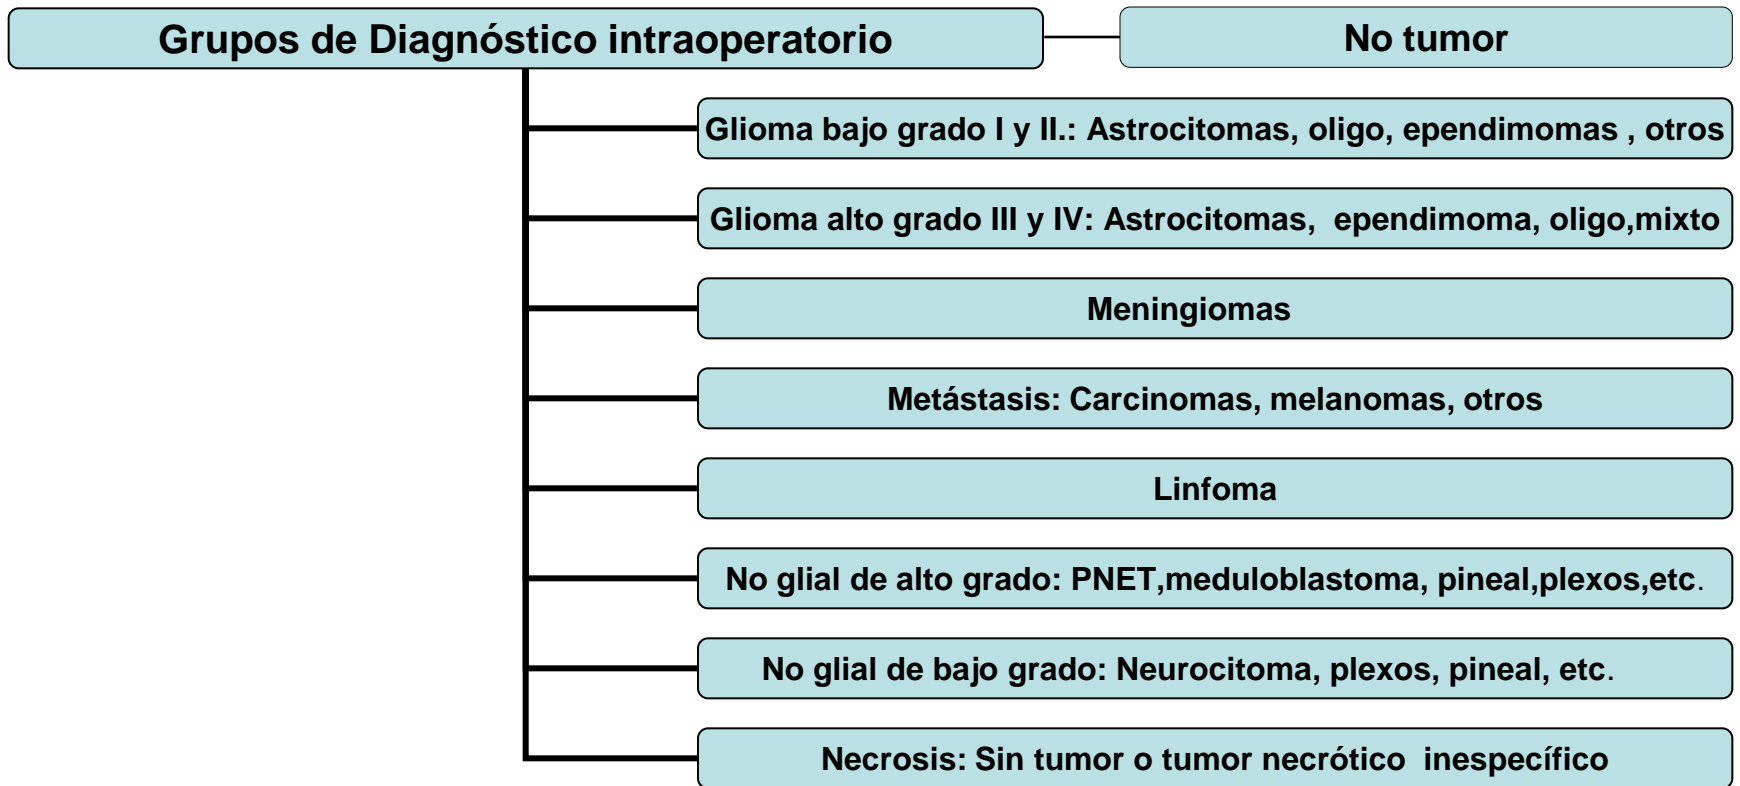 Grupos de Diagnóstico intraoperatorio
No tumor
Glioma bajo grado I y II.: Astrocitomas, oligo, ependimomas , otros
Glioma alto grado III y IV: Astrocitomas, ependimoma, oligo,mixto
Meningiomas
Metástasis: Carcinomas, melanomas, otros
Linfoma
No glial de alto grado: PNET,meduloblastoma, pineal,plexos,etc.
No glial de bajo grado: Neurocitoma, plexos, pineal, etc.
Necrosis: Sin tumor o tumor necrótico inespecífico